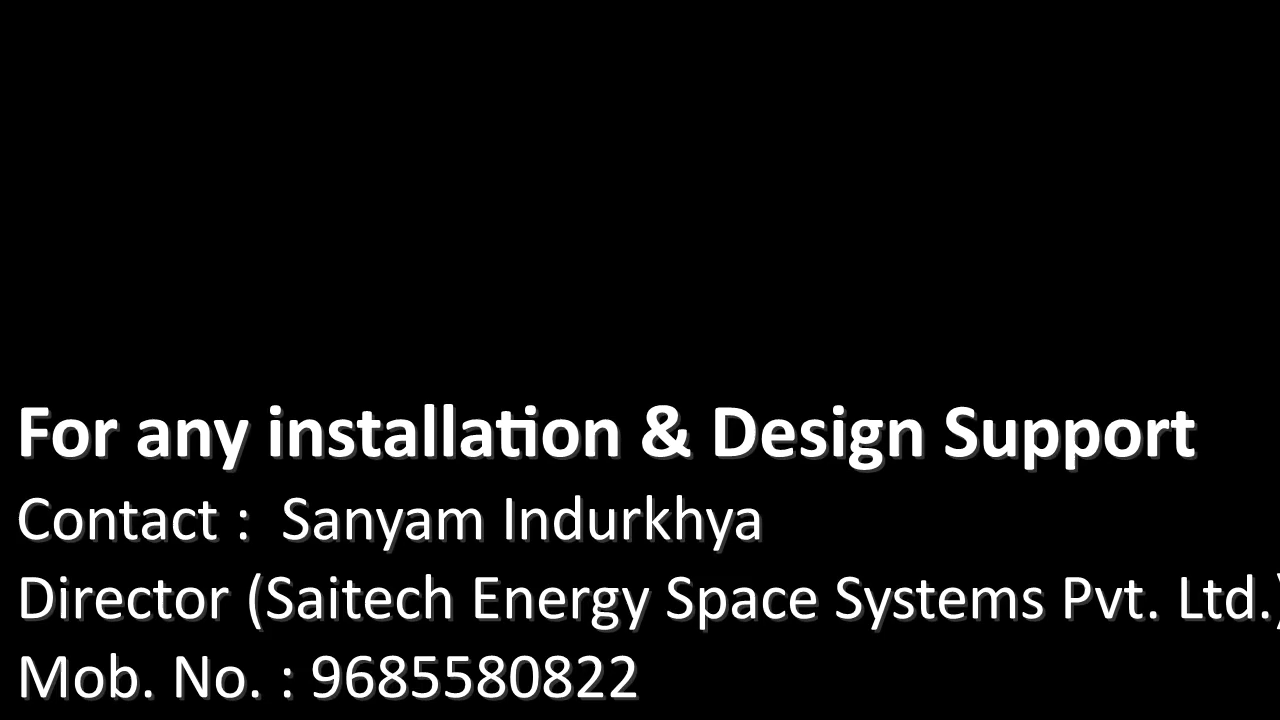 For any installation & Design Support
Contact :  Sanyam Indurkhya
Director (Saitech Energy Space Systems Pvt. Ltd.)
Mob. No. : 9685580822